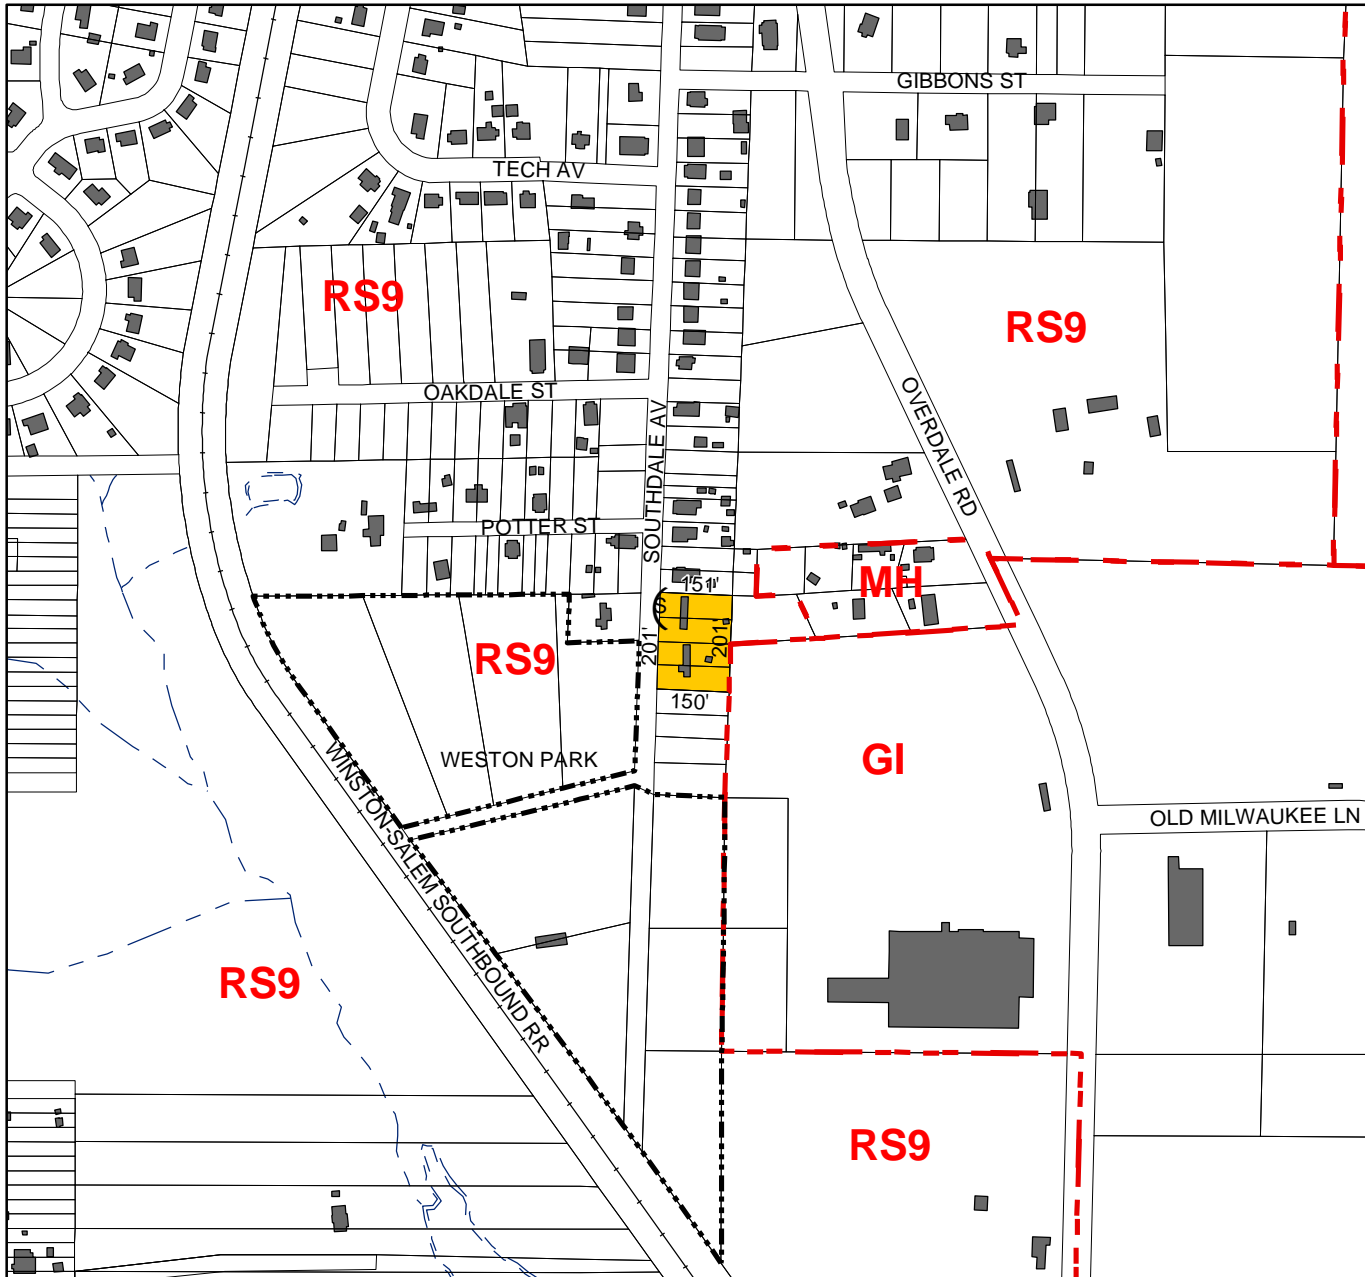 GIBBONS ST
TECH AV
RS9
RS9
OAKDALE ST
OVERDALE RD
SOUTHDALE AV
POTTER ST
MH
151'
S
201'
201'
RS9
150'
WESTON PARK
GI
WINSTON-SALEM SOUTHBOUND RR
OLD MILWAUKEE LN
RS9
RS9